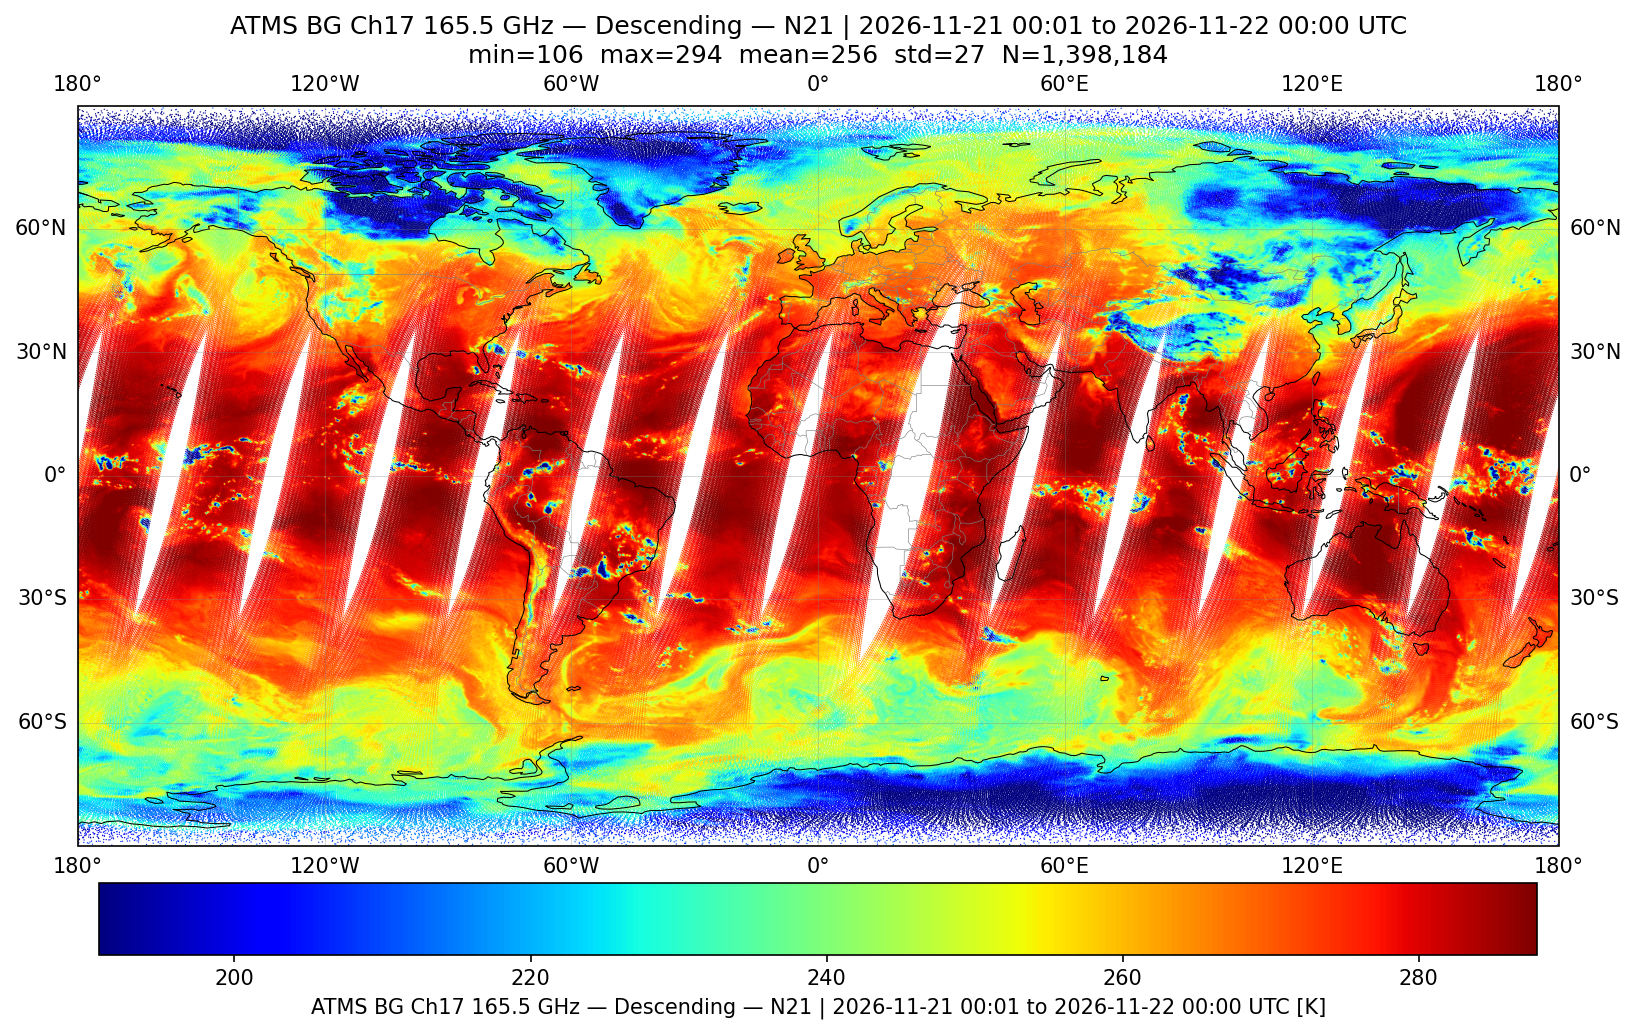 ATMS BG Ch17 165.5 GHz — Descending — N21 | 2026-11-21 00:01 to 2026-11-22 00:00 UTC
min=106 max=294 mean=256 std=27 N=1,398,184
180° 120°W 60°W 0° 60°E 120°E 180°
60°N 60°N
30°N 30°N
0° 0°
30°S 30°S
60°S 60°S
180° 120°W 60°W 0° 60°E 120°E 180°
200 220 240 260 280
ATMS BG Ch17 165.5 GHz — Descending — N21 | 2026-11-21 00:01 to 2026-11-22 00:00 UTC [K]